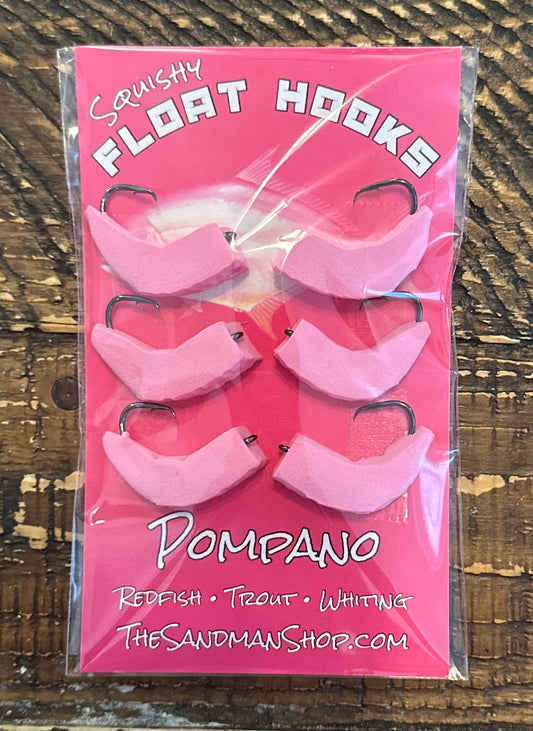 Squishy
FLOAT HOOKS
Pompano
Redfish • Trout • Whiting
TheSandmanShop.com